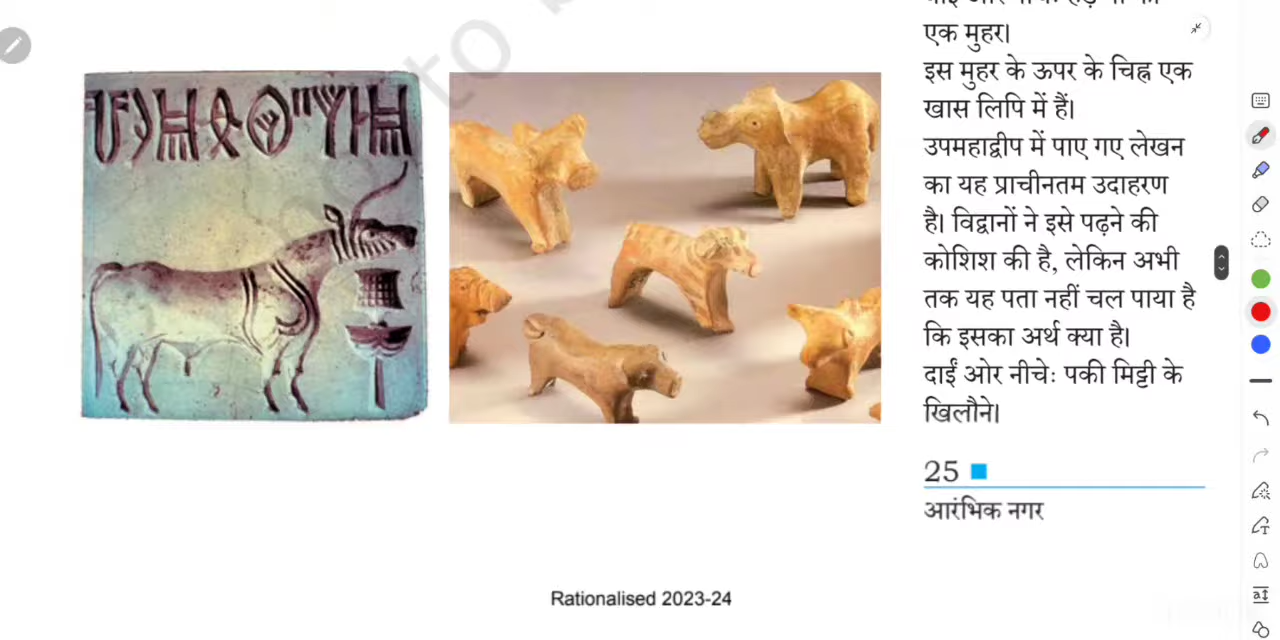 to
एक मुहर।
इस मुहर के ऊपर के चिह्न एक
खास लिपि में हैं।
उपमहाद्वीप में पाए गए लेखन
का यह प्राचीनतम उदाहरण
है। विद्वानों ने इसे पढ़ने की
कोशिश की है, लेकिन अभी
तक यह पता नहीं चल पाया है
कि इसका अर्थ क्या है।
दाईं ओर नीचेः पकी मिट्टी के
खिलौने।
25
आरंभिक नगर
Rationalised 2023-24